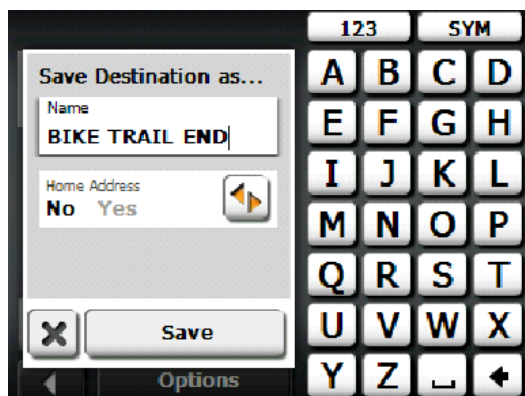 123 SYM
Save Destination as...
Name
BIKE TRAIL END
Home Address
No Yes
Save
Options
A B C D
E F G H
I J K L
M N O P
Q R S T
U V W X
Y Z